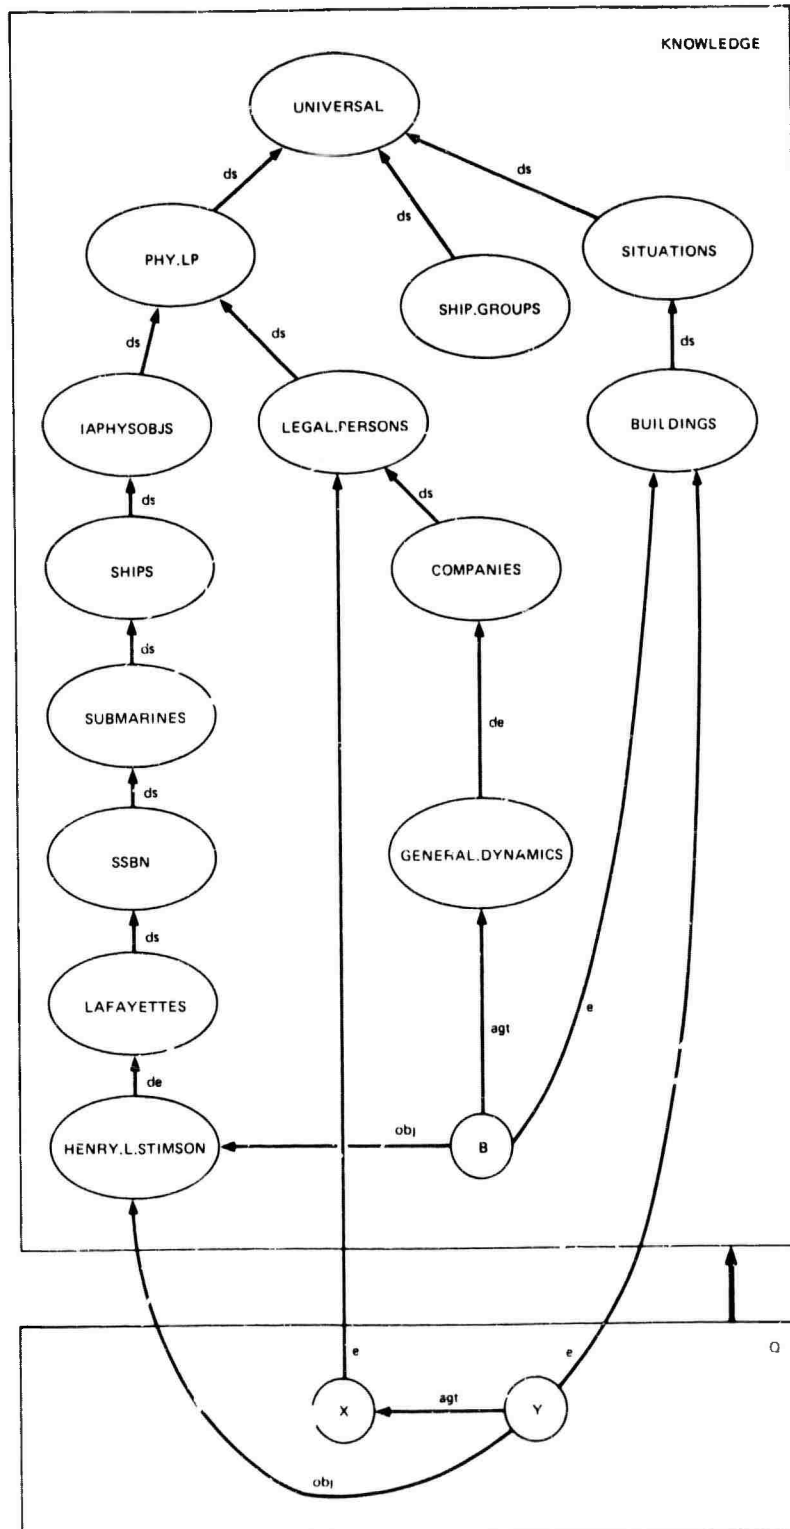 KNOWLEDGE
UNIVERSAL
ds
ds
ds
PHY.LP
SITUATIONS
SHIP.GROUPS
ds
ds
ds
IAPHYSOBJS
LEGAL.PERSONS
BUILDINGS
ds
ds
SHIPS
COMPANIES
ds
SUBMARINES
de
ds
SSBN
GENERAL.DYNAMICS
ds
LAFAYETTES
e
agt
de
obj
HENRY.L.STIMSON
B
Q
e
e
agt
X
Y
obj